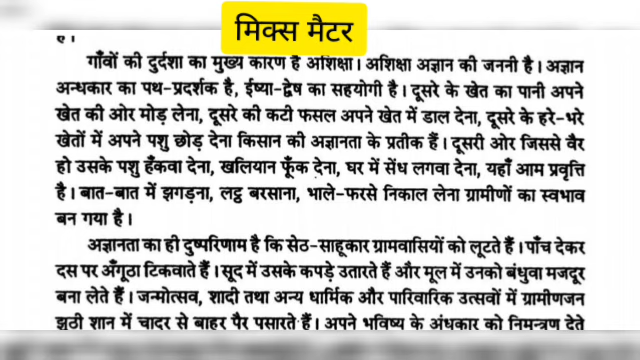 मिक्स मैटर
ह।
गाँवों की दुर्दशा का मुख्य कारण है अशिक्षा। अशिक्षा अज्ञान की जननी है। अज्ञान
अन्धकार का पथ-प्रदर्शक है, ईष्या-द्वेष का सहयोगी है। दूसरे के खेत का पानी अपने
खेत की ओर मोड़ लेना, दूसरे की कटी फसल अपने खेत में डाल देना, दूसरे के हरे-भरे
खेतों में अपने पशु छोड़ देना किसान की अज्ञानता के प्रतीक हैं। दूसरी ओर जिससे वैर
हो उसके पशु हँकवा देना, खलियान फूँक देना, घर में सेंध लगवा देना, यहाँ आम प्रवृत्ति
है। बात-बात में झगड़ना, लट्ठ बरसाना, भाले-फरसे निकाल लेना ग्रामीणों का स्वभाव
बन गया है।
अज्ञानता का ही दुष्परिणाम है कि सेठ-साहूकार ग्रामवासियों को लूटते हैं। पाँच देकर
दस पर अँगूठा टिकवाते हैं। सूद में उसके कपड़े उतारते हैं और मूल में उनको बंधुवा मजदूर
बना लेते हैं। जन्मोत्सव, शादी तथा अन्य धार्मिक और पारिवारिक उत्सवों में ग्रामीणजन
झूठी शान में चादर से बाहर पैर पसारते हैं। अपने भविष्य के अंधकार को निमन्त्रण देते